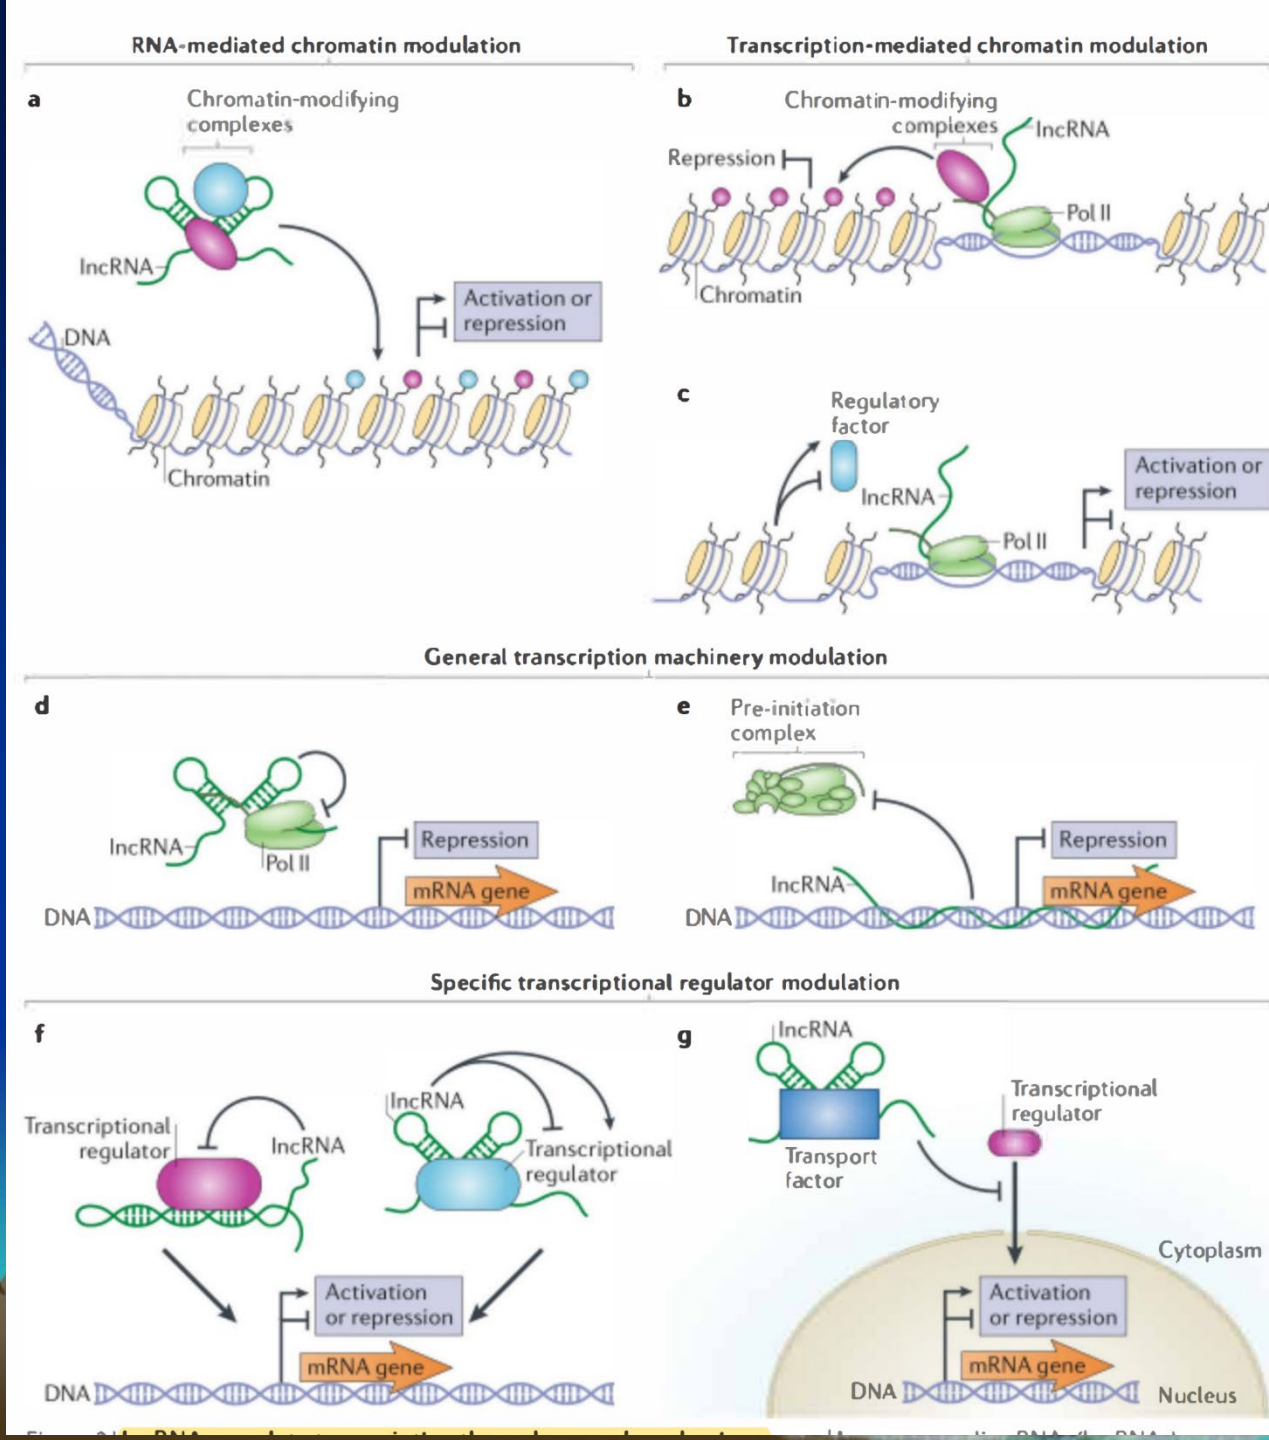 RNA-mediated chromatin modulation
Transcription-mediated chromatin modulation
a
Chromatin-modifying
complexes
lncRNA
DNA
Activation or
repression
Chromatin
b
Chromatin-modifying
complexes
lncRNA
Repression
Pol II
Chromatin
c
Regulatory
factor
lncRNA
Pol II
Activation or
repression
General transcription machinery modulation
d
lncRNA
Pol II
Repression
mRNA gene
DNA
e
Pre-initiation
complex
lncRNA
Repression
mRNA gene
DNA
Specific transcriptional regulator modulation
f
Transcriptional
regulator
lncRNA
lncRNA
Transcriptional
regulator
Activation
or repression
mRNA gene
DNA
g
lncRNA
Transport
factor
Transcriptional
regulator
Cytoplasm
Activation
or repression
mRNA gene
DNA
Nucleus